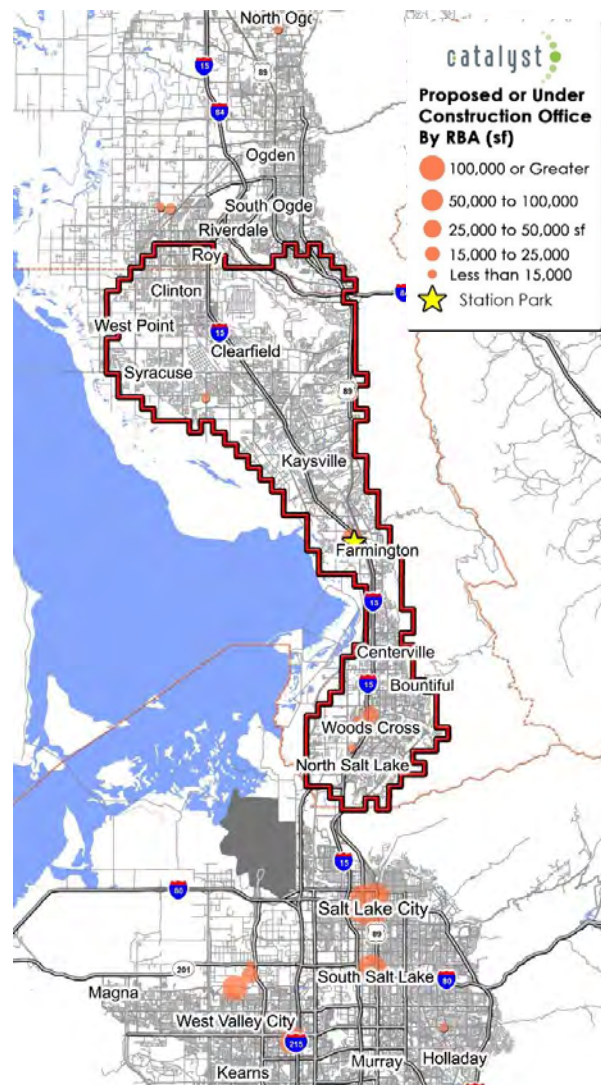 North Ogd
15
89
84
Ogden
South Ogde
Riverdale
Roy
84
Clinton
West Point
15
Clearfield
Syracuse
89
Kaysville
Farmington
15
Centerville
15
Bountiful
Woods Cross
North Salt Lake
15
80
Salt Lake City
89
201
South Salt Lake
80
Magna
West Valley City
215
Holladay
Murray
Kearns
catalyst
Proposed or Under
Construction Office
By RBA (sf)
100,000 or Greater
50,000 to 100,000
25,000 to 50,000 sf
15,000 to 25,000
Less than 15,000
Station Park